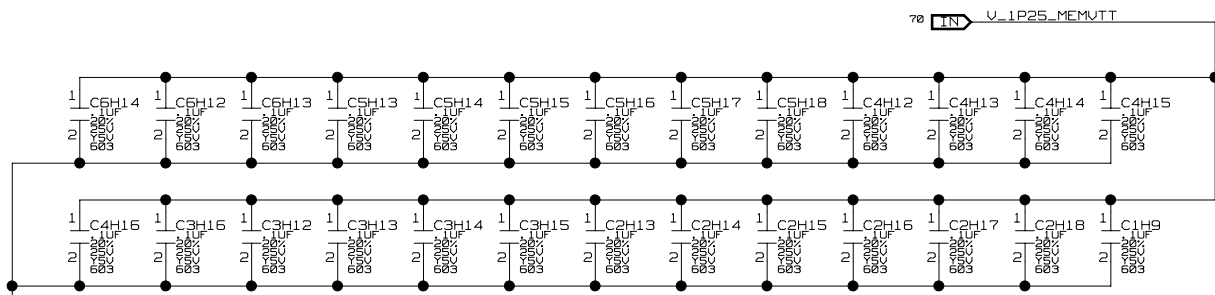 70 IN V_1P25_MEMVTT
1 C6H14 1 C6H12 1 C6H13 1 C5H13 1 C5H14 1 C5H15 1 C5H16 1 C5H17 1 C5H18 1 C4H12 1 C4H13 1 C4H14 1 C4H15
.1UF .1UF .1UF .1UF .1UF .1UF .1UF .1UF .1UF .1UF .1UF .1UF .1UF
20% 20% 20% 20% 20% 20% 20% 20% 20% 20% 20% 20% 20%
2 25V 2 25V 2 25V 2 25V 2 25V 2 25V 2 25V 2 25V 2 25V 2 25V 2 25V 2 25V 2 25V
Y5V Y5V Y5V Y5V Y5V Y5V Y5V Y5V Y5V Y5V Y5V Y5V Y5V
603 603 603 603 603 603 603 603 603 603 603 603 603
1 C4H16 1 C3H16 1 C3H12 1 C3H13 1 C3H14 1 C3H15 1 C2H13 1 C2H14 1 C2H15 1 C2H16 1 C2H17 1 C2H18 1 C1H9
.1UF .1UF .1UF .1UF .1UF .1UF .1UF .1UF .1UF .1UF .1UF .1UF .1UF
20% 20% 20% 20% 20% 20% 20% 20% 20% 20% 20% 20% 20%
2 25V 2 25V 2 25V 2 25V 2 25V 2 25V 2 25V 2 25V 2 25V 2 25V 2 25V 2 25V 2 25V
Y5V Y5V Y5V Y5V Y5V Y5V Y5V Y5V Y5V Y5V Y5V Y5V Y5V
603 603 603 603 603 603 603 603 603 603 603 603 603